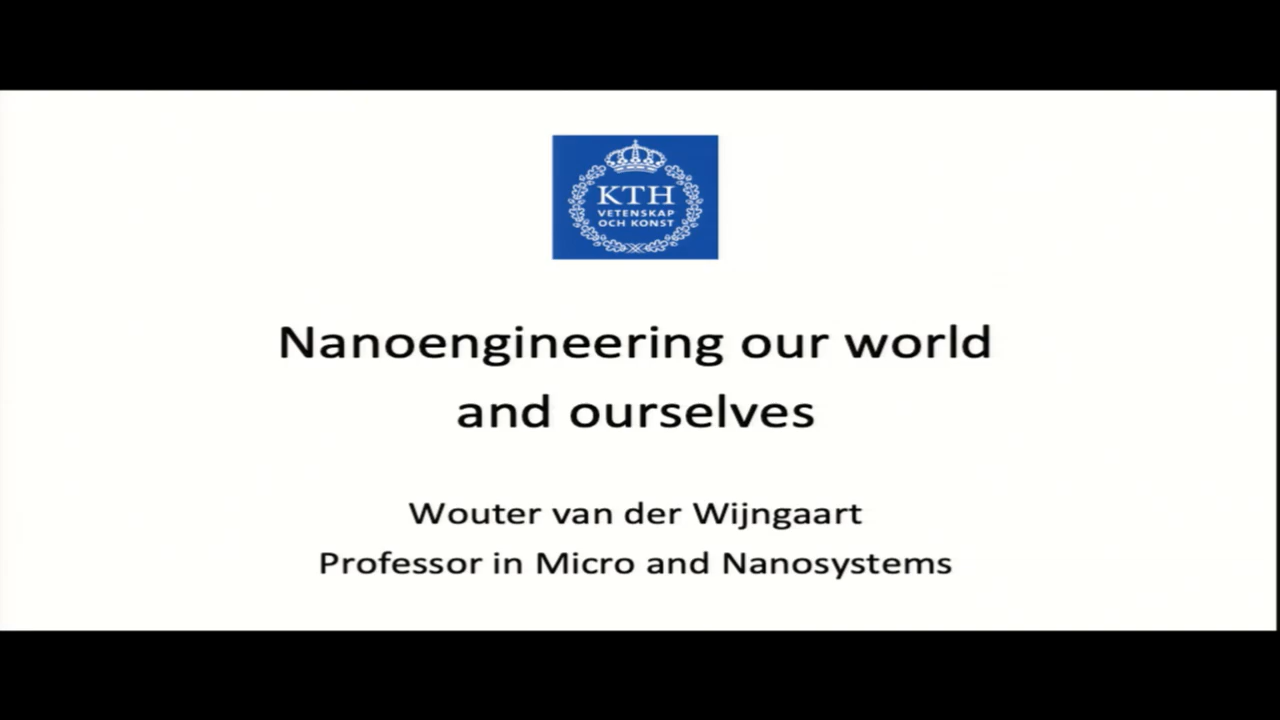 KTH
VETENSKAP
OCH KONST
Nanoengineering our world
and ourselves
Wouter van der Wijngaart
Professor in Micro and Nanosystems